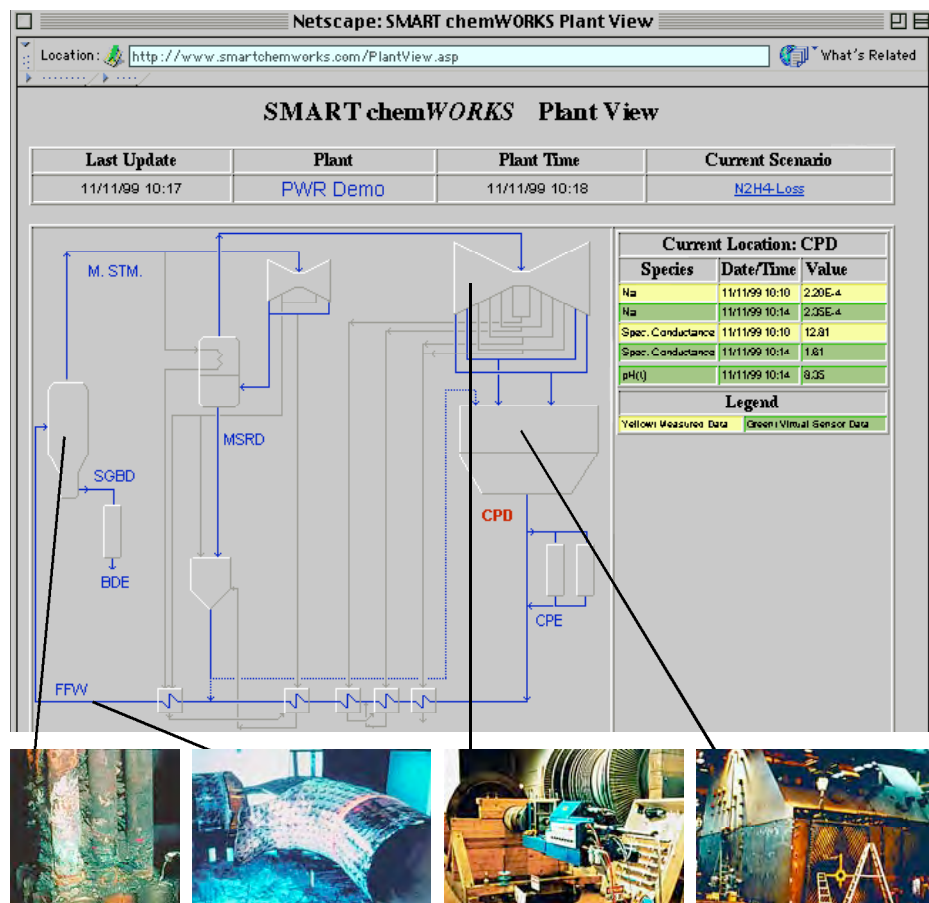 Netscape: SMART chemWORKS Plant View
Location: http://www.smartchemworks.com/PlantView.asp What's Related
SMART chemWORKS Plant View
Last Update Plant Plant Time Current Scenario
11/11/99 10:17 PWR Demo 11/11/99 10:18 N2H4-Loss
Current Location: CPD
Species Date/Time Value
Na 11/11/99 10:10 2.20E-4
Na 11/11/99 10:14 2.35E-4
Spec. Conductance 11/11/99 10:10 12.81
Spec. Conductance 11/11/99 10:14 1.61
pH(t) 11/11/99 10:14 8.35
Legend
Yellow: Measured Data Green: Virtual Sensor Data
M. STM.
MSRD
SGBD
CPD
BDE
CPE
FFW